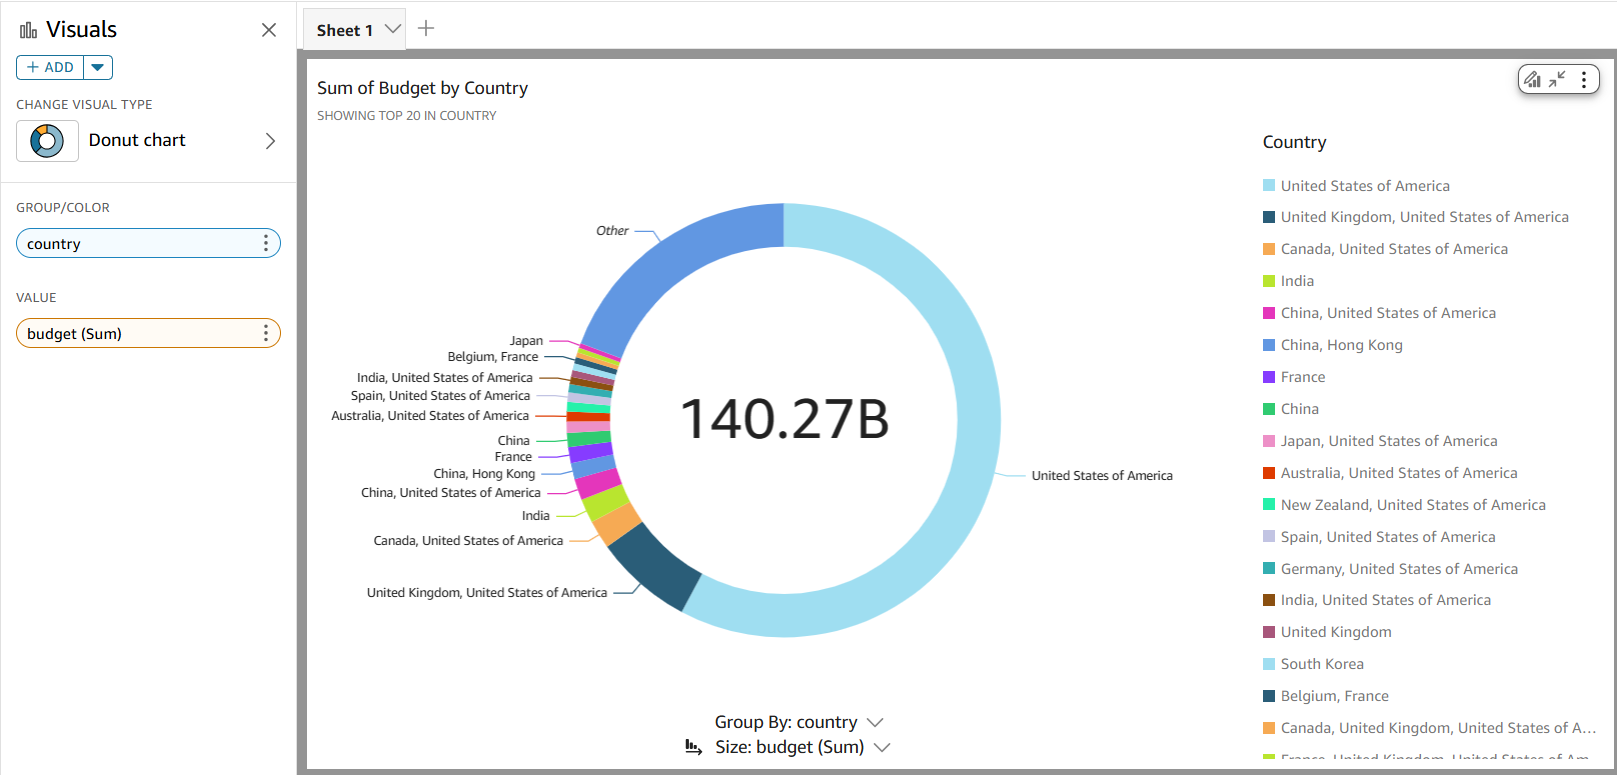 Visuals
+ ADD
CHANGE VISUAL TYPE
Donut chart
GROUP/COLOR
country
VALUE
budget (Sum)
Sheet 1
Sum of Budget by Country
SHOWING TOP 20 IN COUNTRY
Other
Japan
Belgium, France
India, United States of America
Spain, United States of America
Australia, United States of America
China
France
China, Hong Kong
China, United States of America
India
Canada, United States of America
United Kingdom, United States of America
140.27B
United States of America
Group By: country
Size: budget (Sum)
Country
United States of America
United Kingdom, United States of America
Canada, United States of America
India
China, United States of America
China, Hong Kong
France
China
Japan, United States of America
Australia, United States of America
New Zealand, United States of America
Spain, United States of America
Germany, United States of America
India, United States of America
United Kingdom
South Korea
Belgium, France
Canada, United Kingdom, United States of A...
France, United Kingdom, United States of Am...